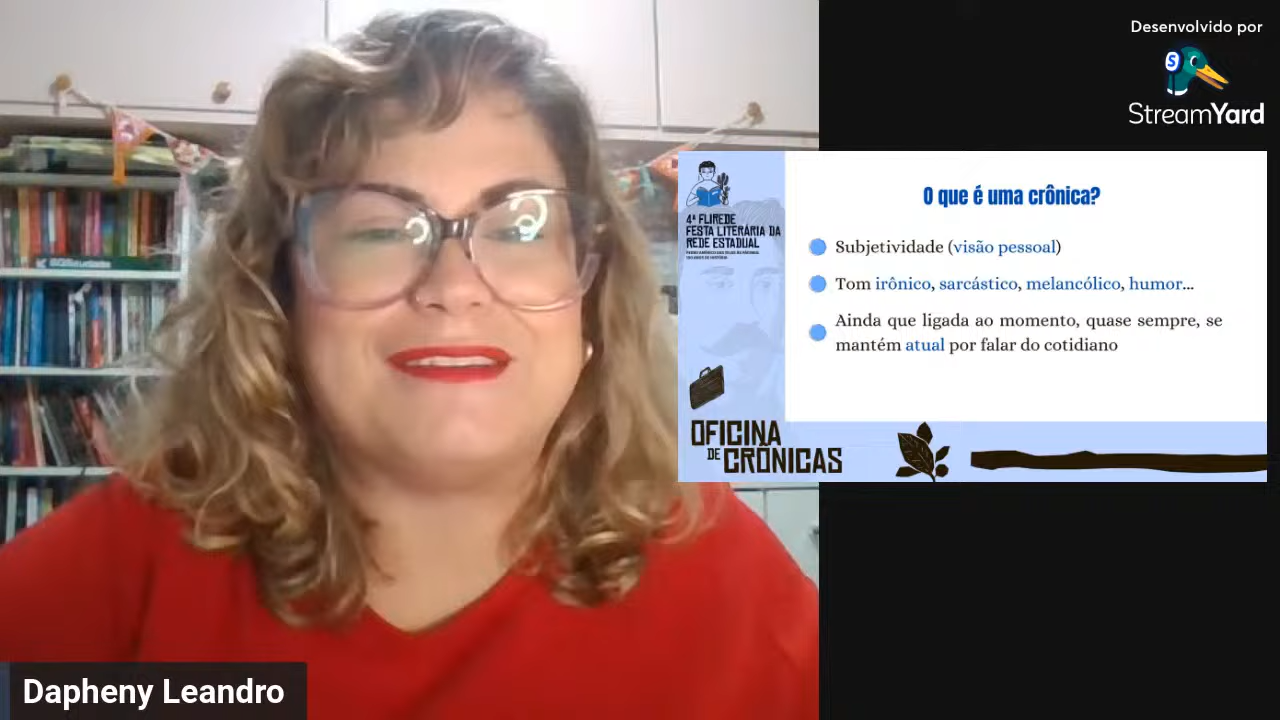 Desenvolvido por
StreamYard
O que é uma crônica?
Subjetividade (visão pessoal)
Tom irônico, sarcástico, melancólico, humor...
Ainda que ligada ao momento, quase sempre, se
mantém atual por falar do cotidiano
4ª FLIREDE
FESTA LITERÁRIA DA
REDE ESTADUAL
OFICINA
DE CRÔNICAS
Dapheny Leandro